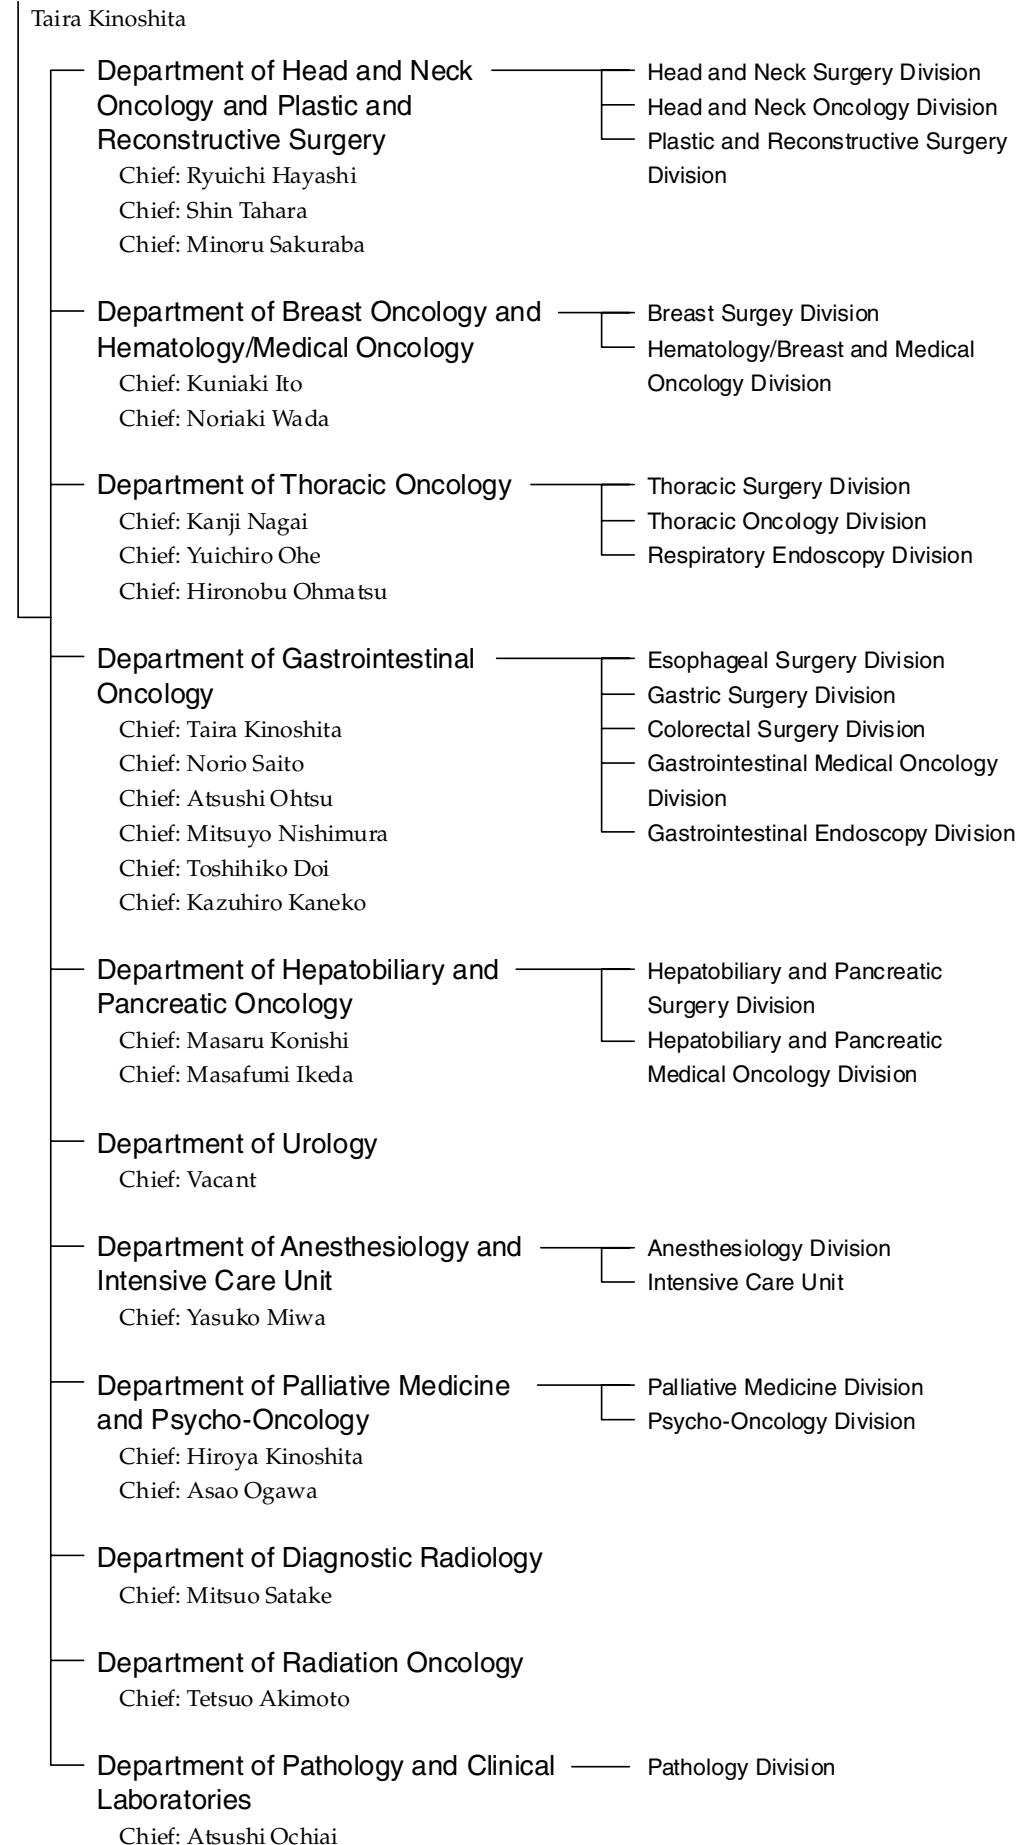 Taira Kinoshita
Department of Head and Neck
Oncology and Plastic and
Reconstructive Surgery
Chief: Ryuichi Hayashi
Chief: Shin Tahara
Chief: Minoru Sakuraba
Head and Neck Surgery Division
Head and Neck Oncology Division
Plastic and Reconstructive Surgery
Division
Department of Breast Oncology and
Hematology/Medical Oncology
Chief: Kuniaki Ito
Chief: Noriaki Wada
Breast Surgey Division
Hematology/Breast and Medical
Oncology Division
Department of Thoracic Oncology
Chief: Kanji Nagai
Chief: Yuichiro Ohe
Chief: Hironobu Ohmatsu
Thoracic Surgery Division
Thoracic Oncology Division
Respiratory Endoscopy Division
Department of Gastrointestinal
Oncology
Chief: Taira Kinoshita
Chief: Norio Saito
Chief: Atsushi Ohtsu
Chief: Mitsuyo Nishimura
Chief: Toshihiko Doi
Chief: Kazuhiro Kaneko
Esophageal Surgery Division
Gastric Surgery Division
Colorectal Surgery Division
Gastrointestinal Medical Oncology
Division
Gastrointestinal Endoscopy Division
Department of Hepatobiliary and
Pancreatic Oncology
Chief: Masaru Konishi
Chief: Masafumi Ikeda
Hepatobiliary and Pancreatic
Surgery Division
Hepatobiliary and Pancreatic
Medical Oncology Division
Department of Urology
Chief: Vacant
Department of Anesthesiology and
Intensive Care Unit
Chief: Yasuko Miwa
Anesthesiology Division
Intensive Care Unit
Department of Palliative Medicine
and Psycho-Oncology
Chief: Hiroya Kinoshita
Chief: Asao Ogawa
Palliative Medicine Division
Psycho-Oncology Division
Department of Diagnostic Radiology
Chief: Mitsuo Satake
Department of Radiation Oncology
Chief: Tetsuo Akimoto
Department of Pathology and Clinical
Laboratories
Chief: Atsushi Ochiai
Pathology Division